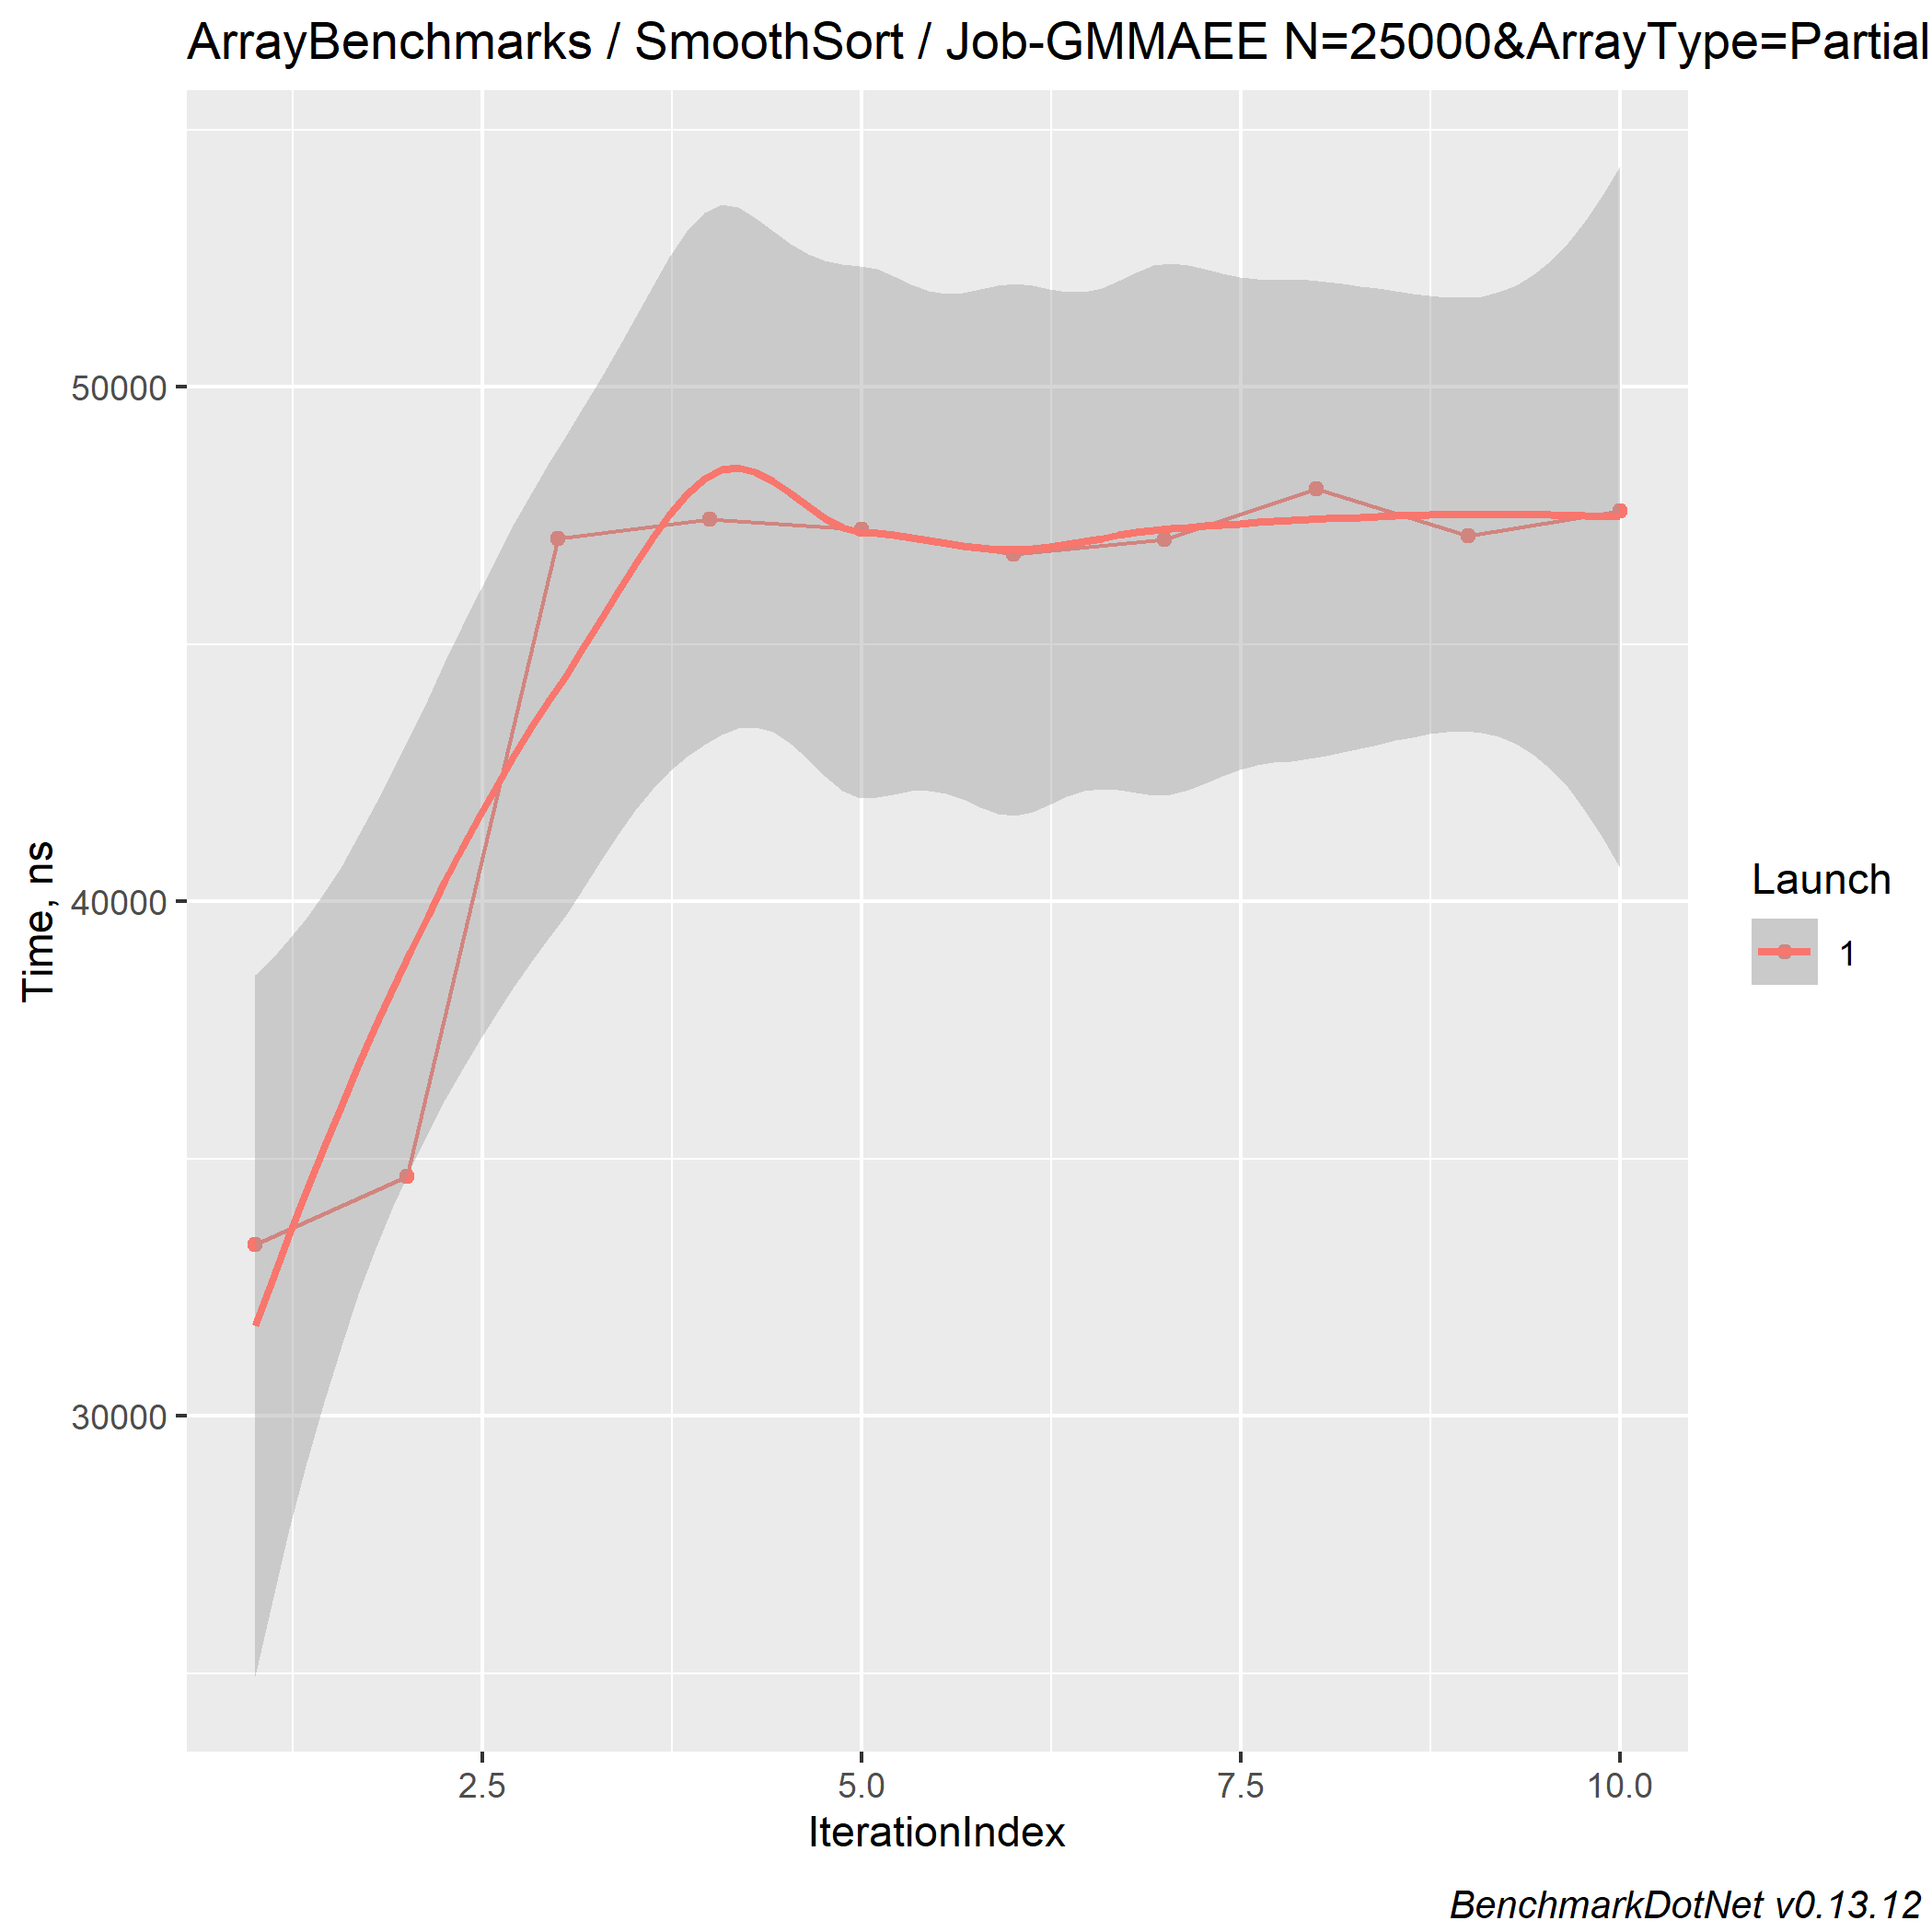 ArrayBenchmarks / SmoothSort / Job-GMMAEE N=25000&ArrayType=Partial
Time, ns
50000
40000
30000
2.5 5.0 7.5 10.0
IterationIndex
Launch
1
BenchmarkDotNet v0.13.12